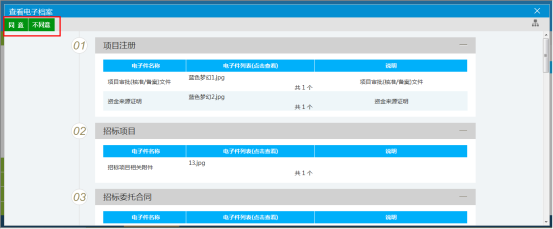 查看电子档案
同 意 不同意
01 项目注册
电子件名称 电子件列表(点击查看) 说明
项目审批(核准/备案)文件 蓝色梦幻1.jpg 共 1 个 项目审批(核准/备案)文件
资金来源证明 蓝色梦幻2.jpg 共 1 个 资金来源证明
02 招标项目
电子件名称 电子件列表(点击查看) 说明
招标项目相关附件 13.jpg 共 1 个
03 招标委托合同
电子件名称 电子件列表(点击查看) 说明